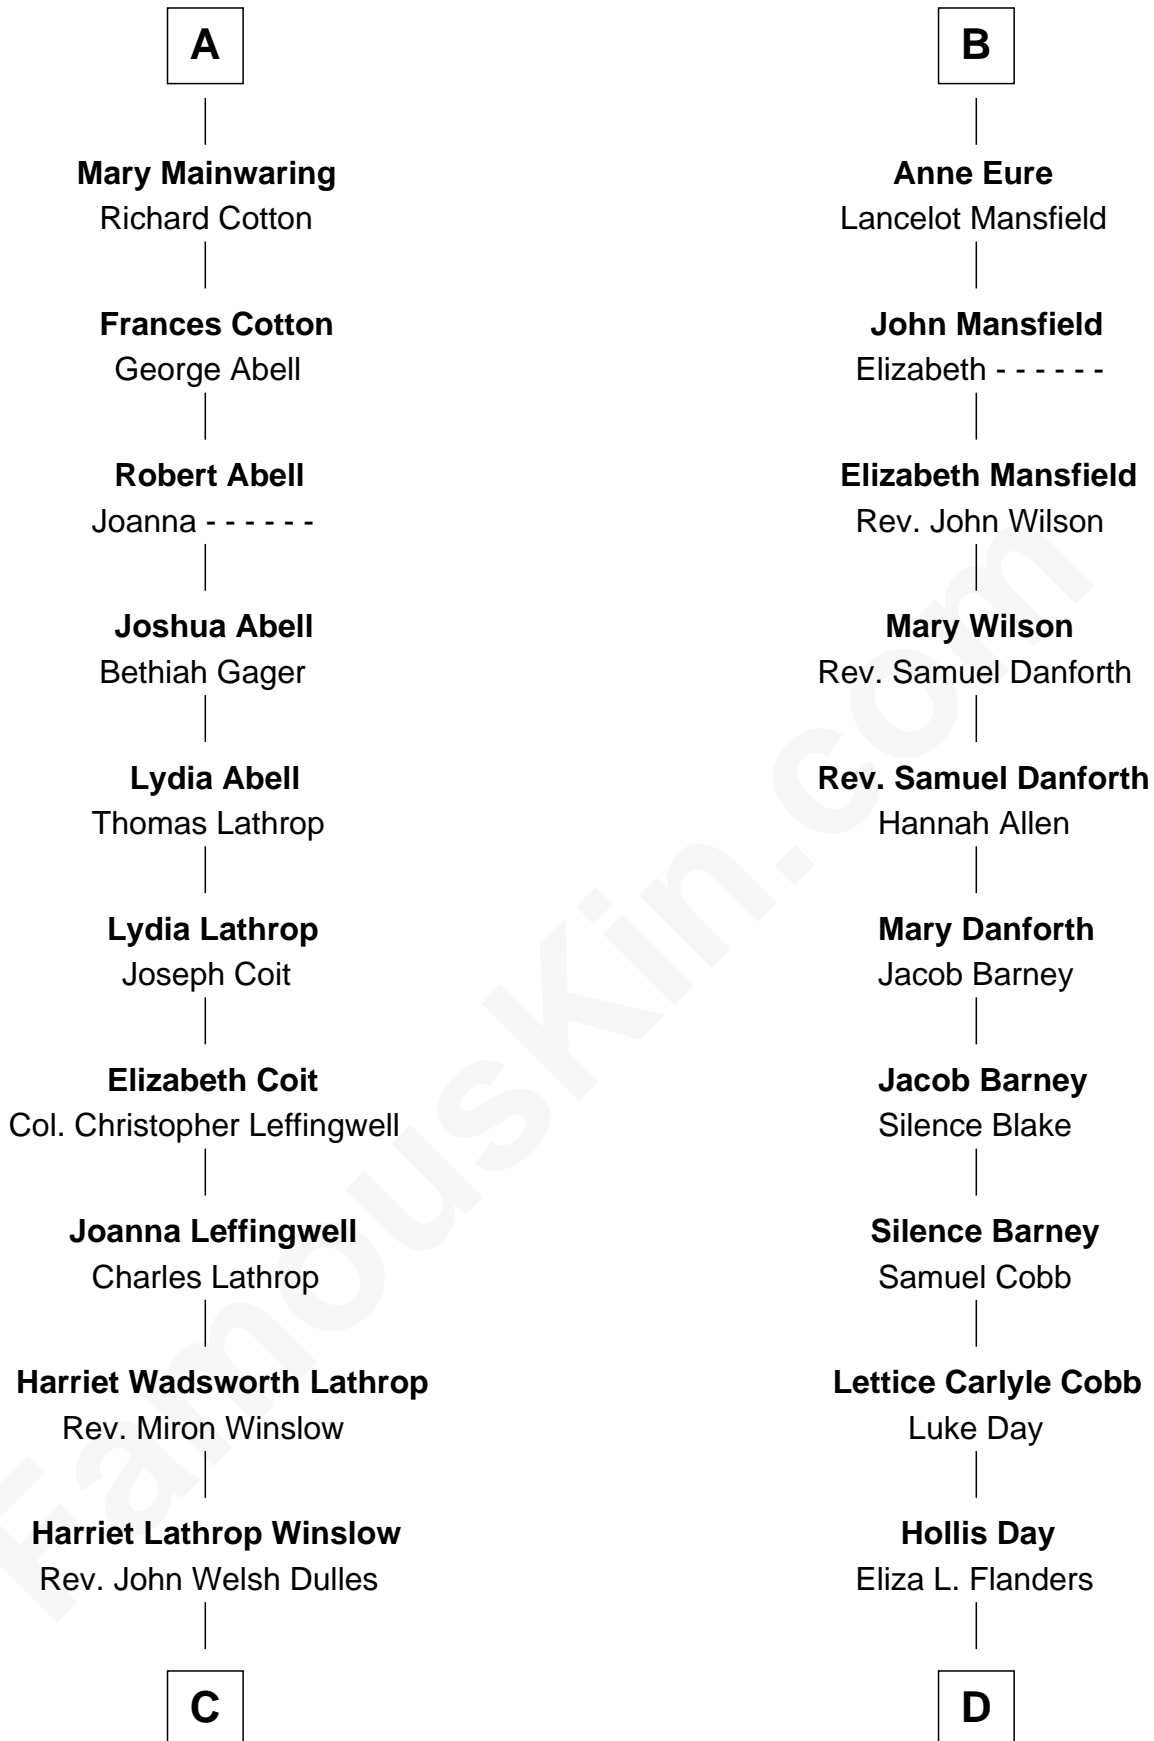 A
Mary Mainwaring
Richard Cotton
Frances Cotton
George Abell
Robert Abell
Joanna - - - - - -
Joshua Abell
Bethiah Gager
Lydia Abell
Thomas Lathrop
Lydia Lathrop
Joseph Coit
Elizabeth Coit
Col. Christopher Leffingwell
Joanna Leffingwell
Charles Lathrop
Harriet Wadsworth Lathrop
Rev. Miron Winslow
Harriet Lathrop Winslow
Rev. John Welsh Dulles
C
B
Anne Eure
Lancelot Mansfield
John Mansfield
Elizabeth - - - - - -
Elizabeth Mansfield
Rev. John Wilson
Mary Wilson
Rev. Samuel Danforth
Rev. Samuel Danforth
Hannah Allen
Mary Danforth
Jacob Barney
Jacob Barney
Silence Blake
Silence Barney
Samuel Cobb
Lettice Carlyle Cobb
Luke Day
Hollis Day
Eliza L. Flanders
D
FamousKin.com